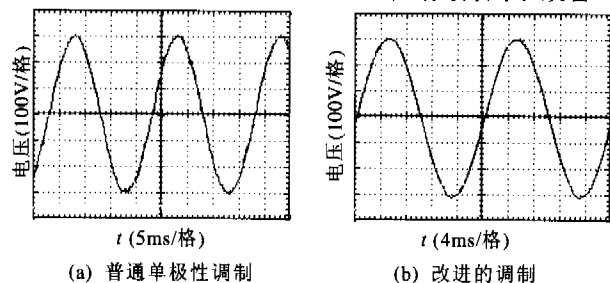 电压(100V/格)
t (5ms/格)
(a) 普通单极性调制
电压(100V/格)
t (4ms/格)
(b) 改进的调制